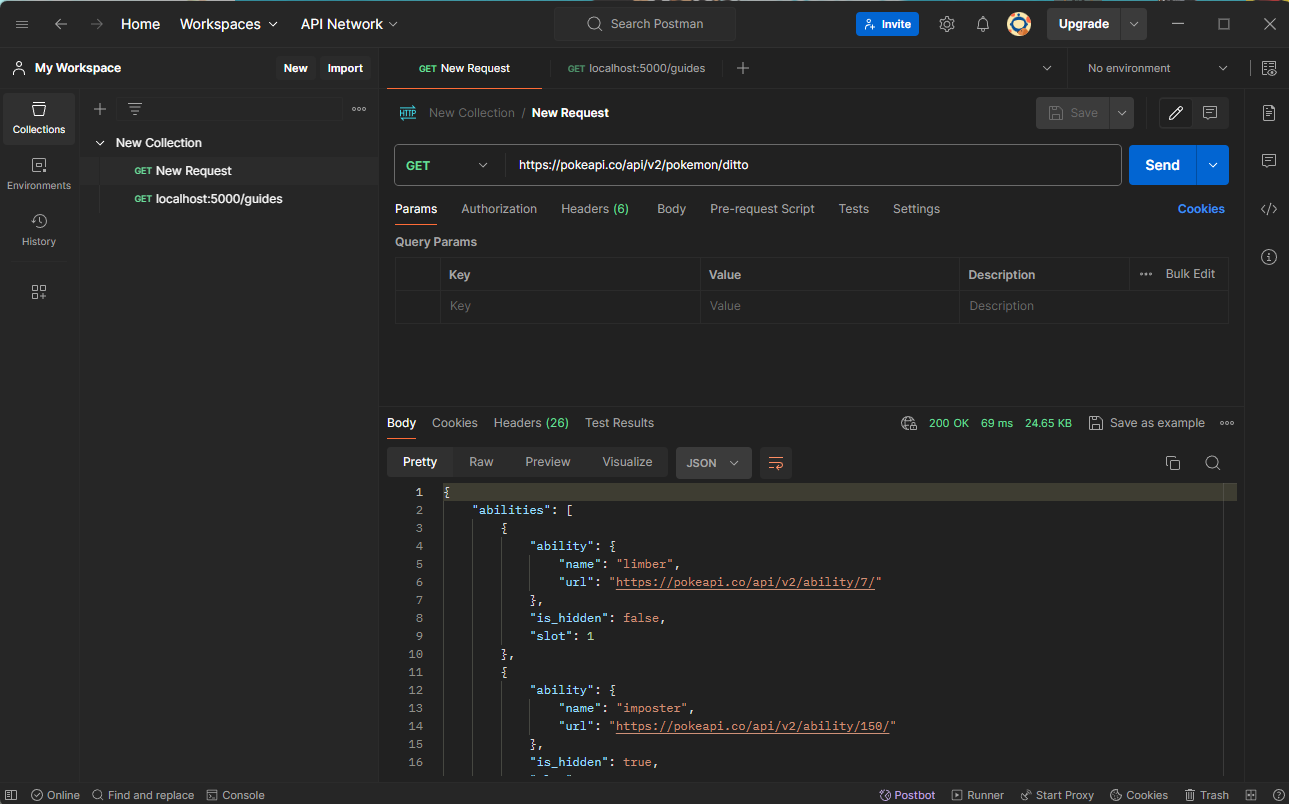 Home Workspaces API Network Search Postman Invite Upgrade
My Workspace New Import GET New Request GET localhost:5000/guides No environment
Collections
Environments
History
New Collection
GET New Request
GET localhost:5000/guides
HTTP New Collection / New Request Save
GET https://pokeapi.co/api/v2/pokemon/ditto Send
Params Authorization Headers (6) Body Pre-request Script Tests Settings Cookies
Query Params
Key Value Description Bulk Edit
Key Value Description
Body Cookies Headers (26) Test Results 200 OK 69 ms 24.65 KB Save as example
Pretty Raw Preview Visualize JSON
1 {
2 "abilities": [
3 {
4 "ability": {
5 "name": "limber",
6 "url": "https://pokeapi.co/api/v2/ability/7/"
7 },
8 "is_hidden": false,
9 "slot": 1
10 },
11 {
12 "ability": {
13 "name": "imposter",
14 "url": "https://pokeapi.co/api/v2/ability/150/"
15 },
16 "is_hidden": true,
Online Find and replace Console Postbot Runner Start Proxy Cookies Trash